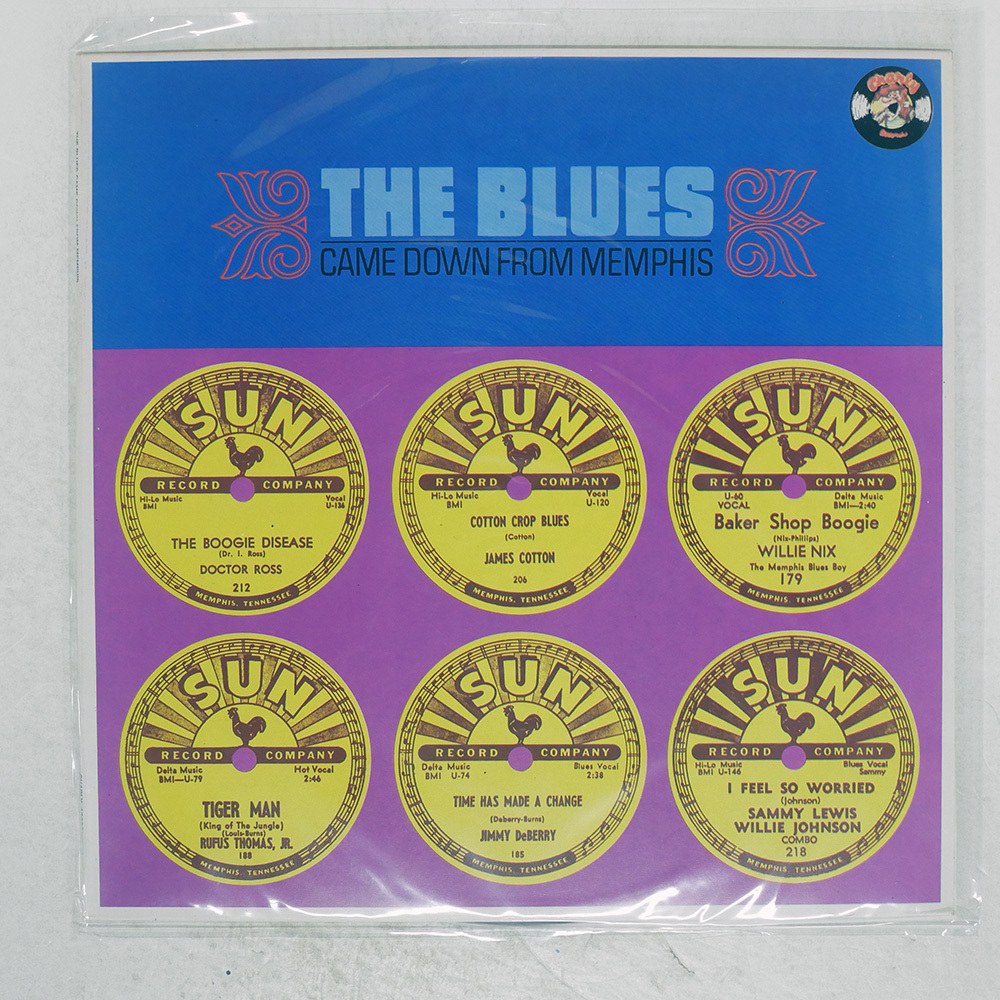 Charly
THE BLUES
CAME DOWN FROM MEMPHIS
SUN
RECORD COMPANY
Hi-Lo Music Vocal
BMI U-136
THE BOOGIE DISEASE
(Dr. I. Ross)
DOCTOR ROSS
212
MEMPHIS, TENNESSEE
SUN
RECORD COMPANY
Hi-Lo Music Vocal
BMI U-120
COTTON CROP BLUES
(Cotton)
JAMES COTTON
206
MEMPHIS, TENNESSEE
SUN
RECORD COMPANY
U-60 Delta Music
VOCAL BMI—2:40
Baker Shop Boogie
(Nix-Phillips)
WILLIE NIX
The Memphis Blues Boy
179
MEMPHIS, TENNESSEE
SUN
RECORD COMPANY
Delta Music Hot Vocal
BMI—U-79 2:46
TIGER MAN
(King of The Jungle)
(Louis-Burns)
RUFUS THOMAS, JR.
188
MEMPHIS, TENNESSEE
SUN
RECORD COMPANY
Delta Music Blues Vocal
BMI U-74 2:38
TIME HAS MADE A CHANGE
(Deberry-Burns)
JIMMY DeBERRY
185
MEMPHIS, TENNESSEE
SUN
RECORD COMPANY
Hi-Lo Music Blues Vocal
BMI U-146 Sammy
I FEEL SO WORRIED
(Johnson)
SAMMY LEWIS
WILLIE JOHNSON
COMBO
218
MEMPHIS, TENNESSEE